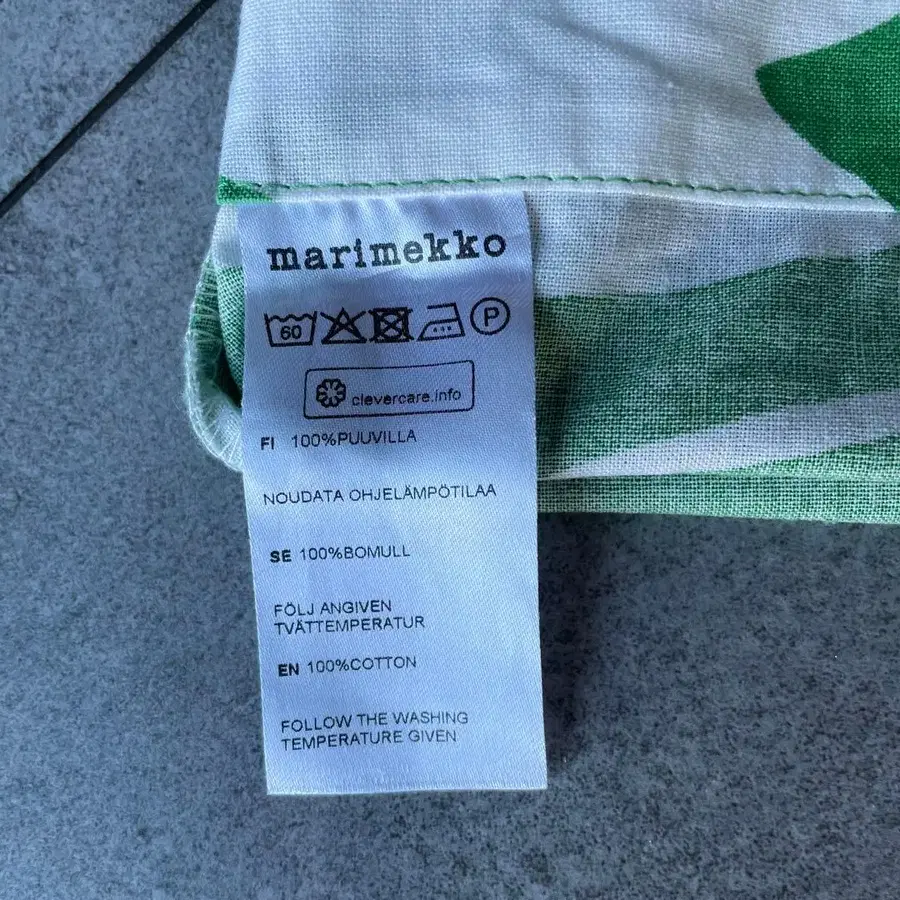 marimekko
60 P
clevercare.info
FI 100%PUUVILLA
NOUDATA OHJELÄMPÖTILAA
SE 100%BOMULL
FÖLJ ANGIVEN
TVÄTTEMPERATUR
EN 100%COTTON
FOLLOW THE WASHING
TEMPERATURE GIVEN